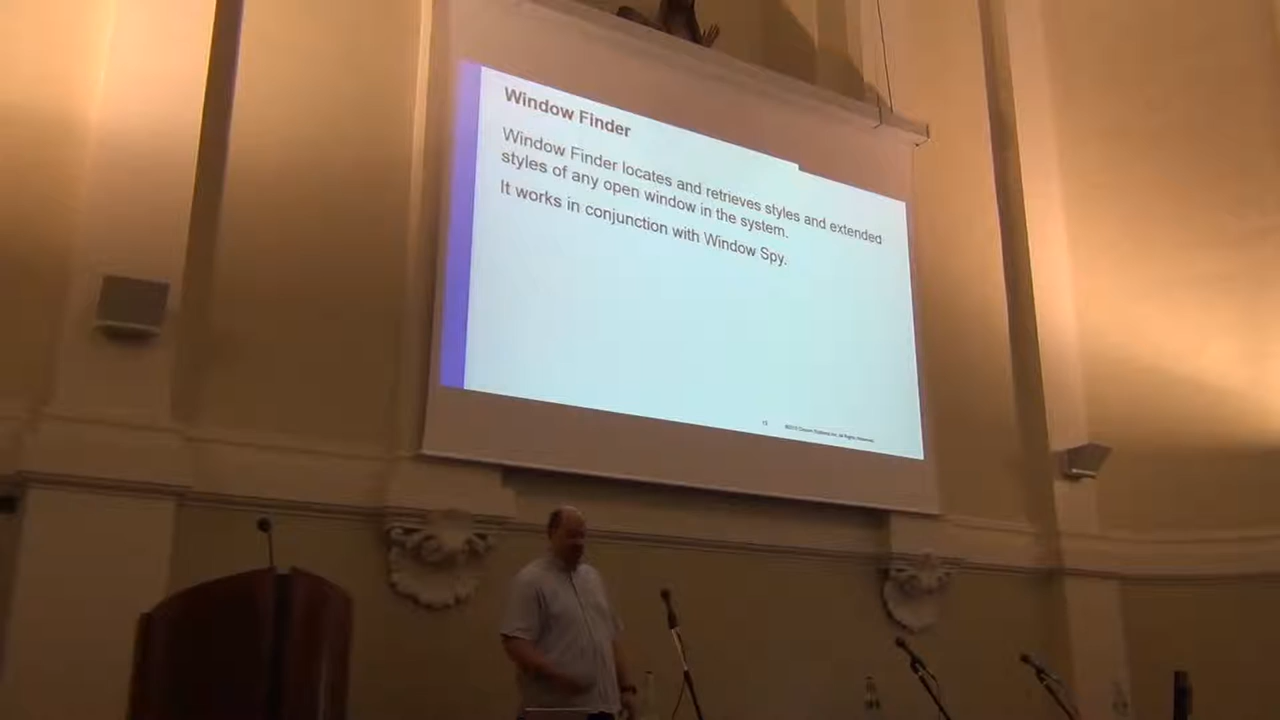 Window Finder
Window Finder locates and retrieves styles and extended
styles of any open window in the system.
It works in conjunction with Window Spy.